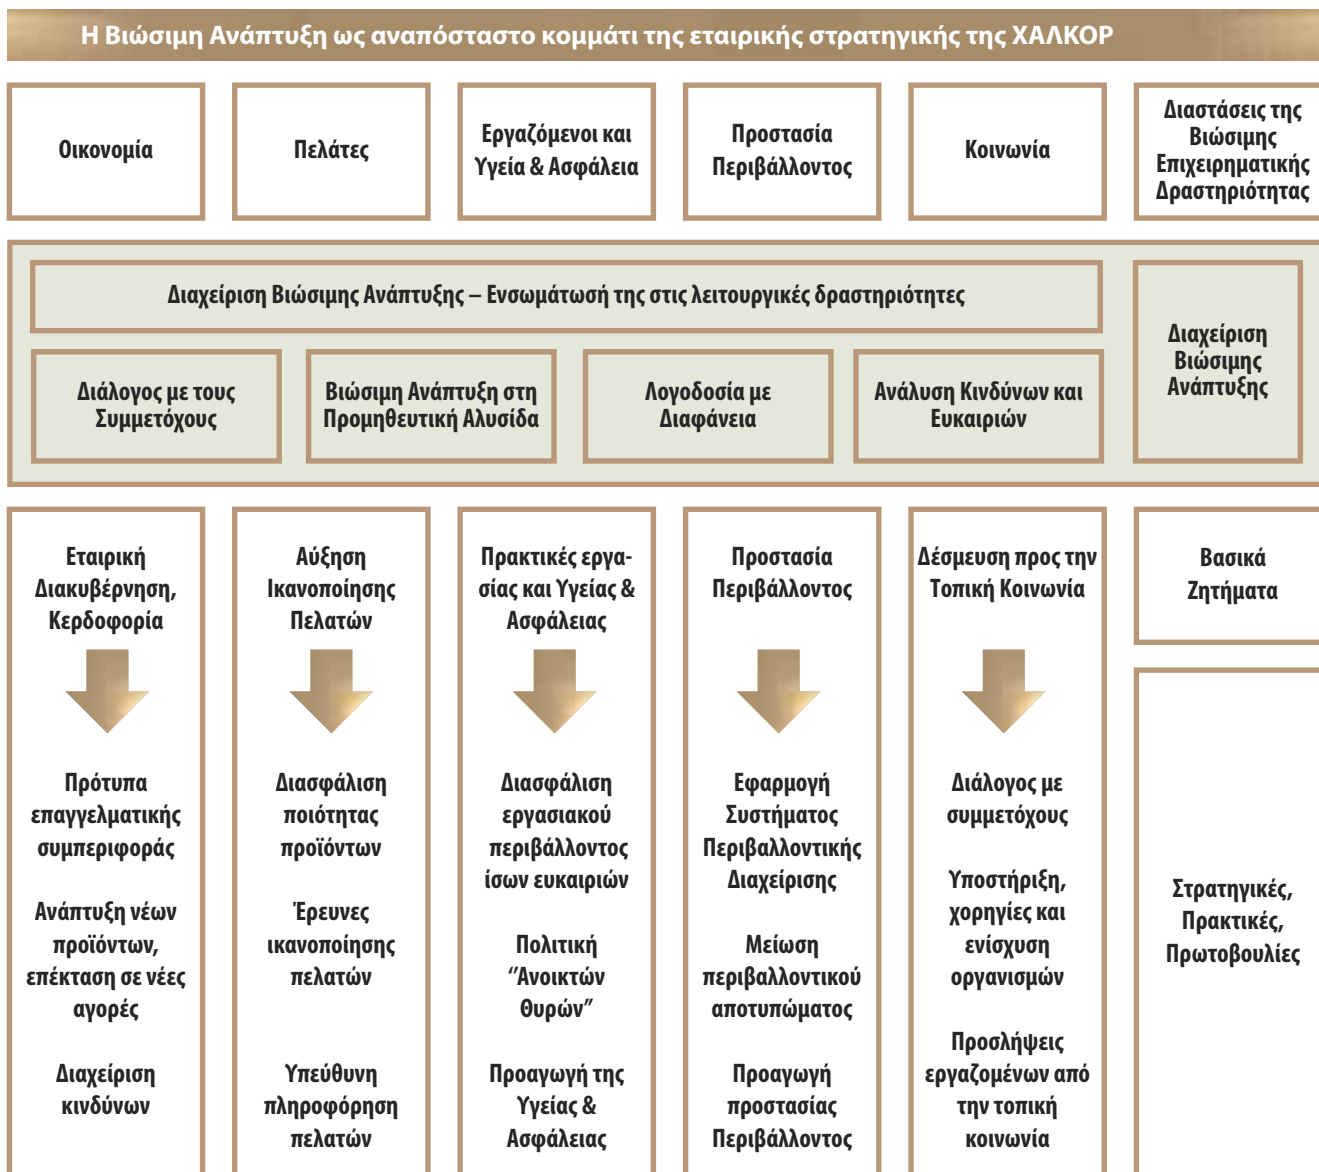 Η Βιώσιμη Ανάπτυξη ως αναπόσταστο κομμάτι της εταιρικής στρατηγικής της ΧΑΛΚΟΡ
Οικονομία
Πελάτες
Εργαζόμενοι και
Υγεία & Ασφάλεια
Προστασία
Περιβάλλοντος
Κοινωνία
Διαστάσεις της
Βιώσιμης
Επιχειρηματικής
Δραστηριότητας
Διαχείριση Βιώσιμης Ανάπτυξης – Ενσωμάτωσή της στις λειτουργικές δραστηριότητες
Διάλογος με τους
Συμμετόχους
Βιώσιμη Ανάπτυξη στη
Προμηθευτική Αλυσίδα
Λογοδοσία με
Διαφάνεια
Ανάλυση Κινδύνων και
Ευκαιριών
Διαχείριση
Βιώσιμης
Ανάπτυξης
Εταιρική
Διακυβέρνηση,
Κερδοφορία
Πρότυπα
επαγγελματικής
συμπεριφοράς
Ανάπτυξη νέων
προϊόντων,
επέκταση σε νέες
αγορές
Διαχείριση
κινδύνων
Αύξηση
Ικανοποίησης
Πελατών
Διασφάλιση
ποιότητας
προϊόντων
Έρευνες
ικανοποίησης
πελατών
Υπεύθυνη
πληροφόρηση
πελατών
Πρακτικές εργα-
σίας και Υγείας &
Ασφάλειας
Διασφάλιση
εργασιακού
περιβάλλοντος
ίσων ευκαιριών
Πολιτική
“Ανοικτών
Θυρών”
Προαγωγή της
Υγείας &
Ασφάλειας
Προστασία
Περιβάλλοντος
Εφαρμογή
Συστήματος
Περιβαλλοντικής
Διαχείρισης
Μείωση
περιβαλλοντικού
αποτυπώματος
Προαγωγή
προστασίας
Περιβάλλοντος
Δέσμευση προς την
Τοπική Κοινωνία
Διάλογος με
συμμετόχους
Υποστήριξη,
χορηγίες και
ενίσχυση
οργανισμών
Προσλήψεις
εργαζομένων από
την τοπική
κοινωνία
Βασικά
Ζητήματα
Στρατηγικές,
Πρακτικές,
Πρωτοβουλίες